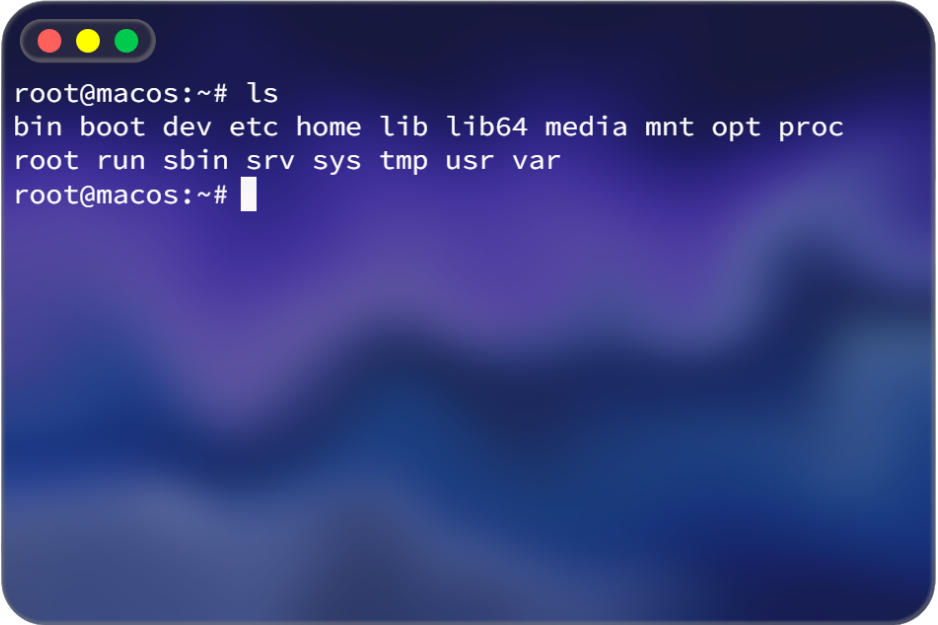 root@macos:~# ls
bin boot dev etc home lib lib64 media mnt opt proc
root run sbin srv sys tmp usr var
root@macos:~#